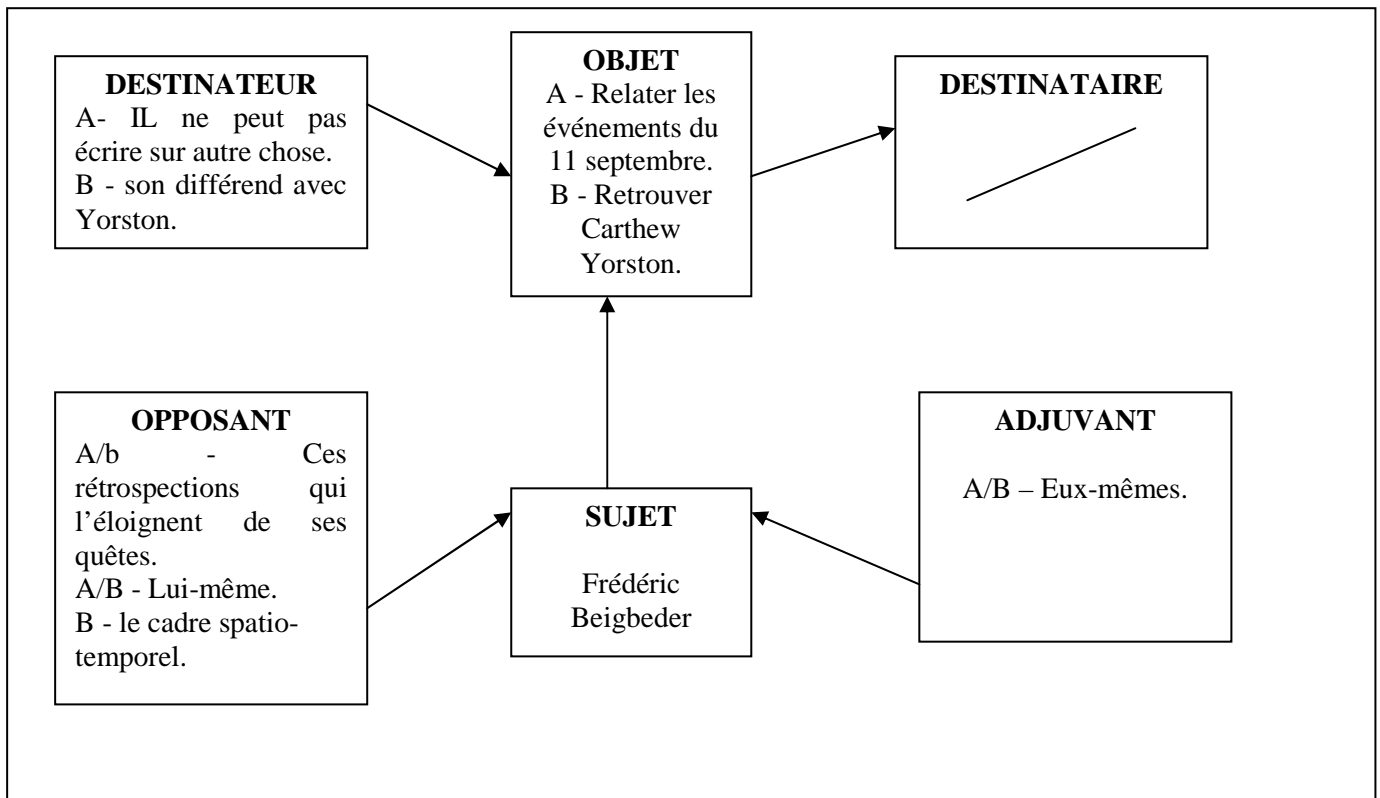 DESTINATEUR
A- IL ne peut pas
écrire sur autre chose.
B - son différend avec
Yorston.
OBJET
A - Relater les
événements du
11 septembre.
B - Retrouver
Carthew
Yorston.
DESTINATAIRE
OPPOSANT
A/b - Ces
rétrospections qui
l’éloignent de ses
quêtes.
A/B - Lui-même.
B - le cadre spatio-
temporel.
SUJET
Frédéric
Beigbeder
ADJUVANT
A/B – Eux-mêmes.